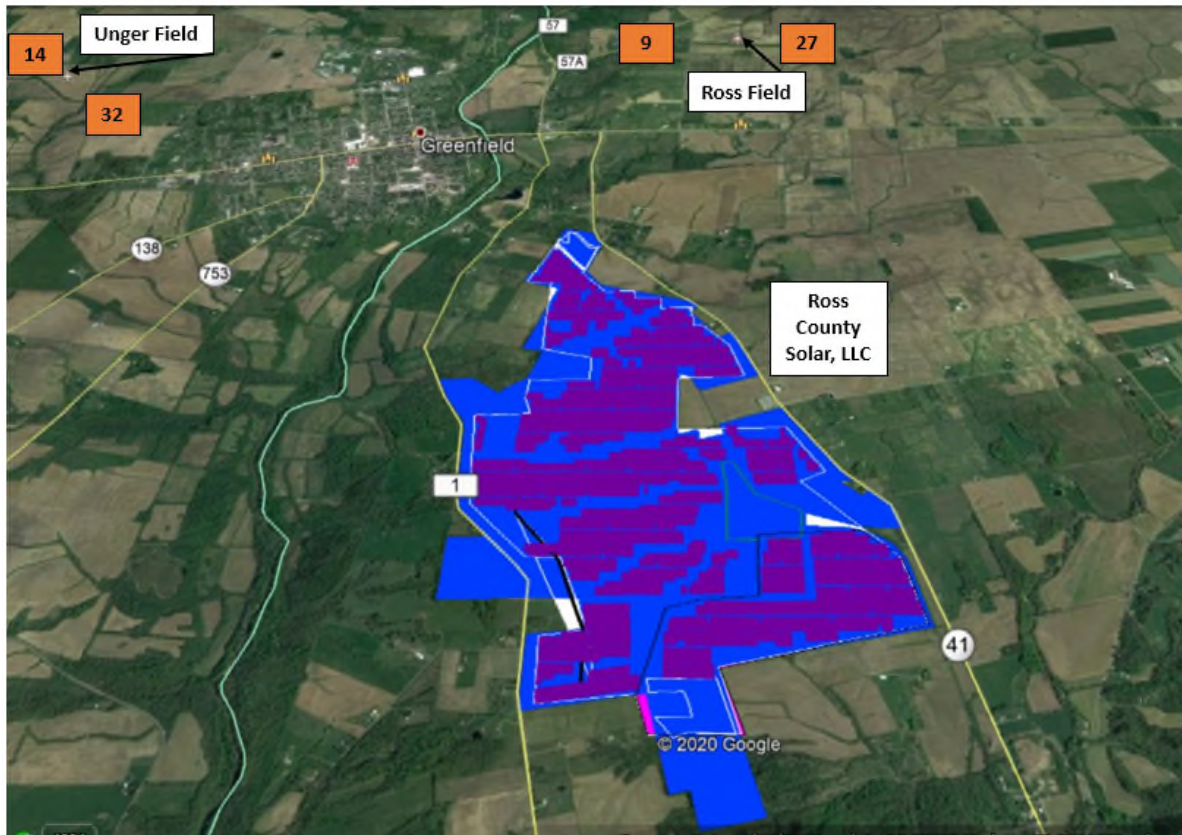 57
14
Unger Field
9
27
57A
Ross Field
32
Greenfield
138
753
Ross
County
Solar, LLC
1
41
© 2020 Google